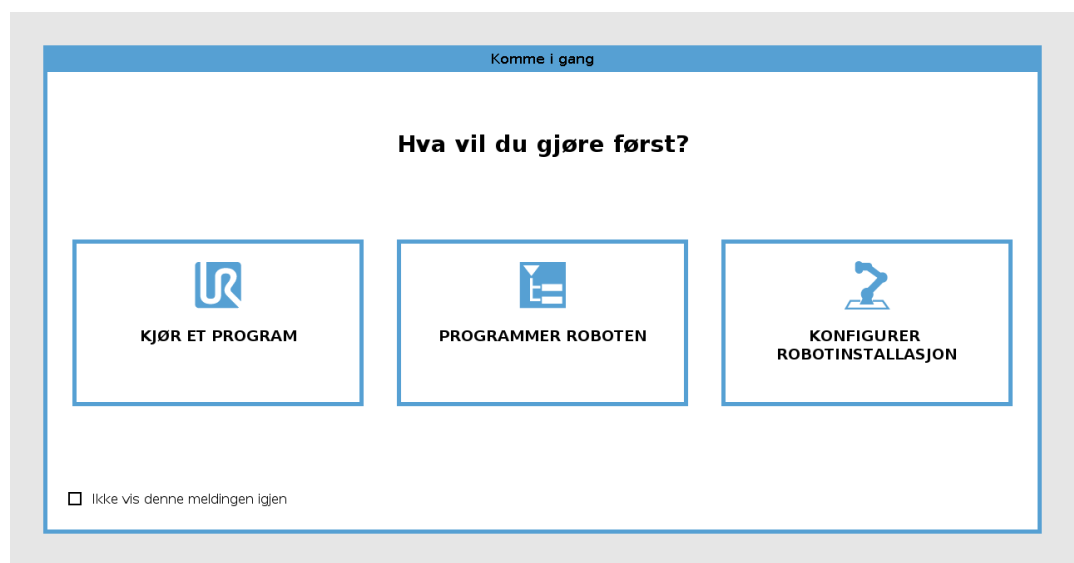 Komme i gang
Hva vil du gjøre først?
KJØR ET PROGRAM
PROGRAMMER ROBOTEN
KONFIGURER
ROBOTINSTALLASJON
Ikke vis denne meldingen igjen